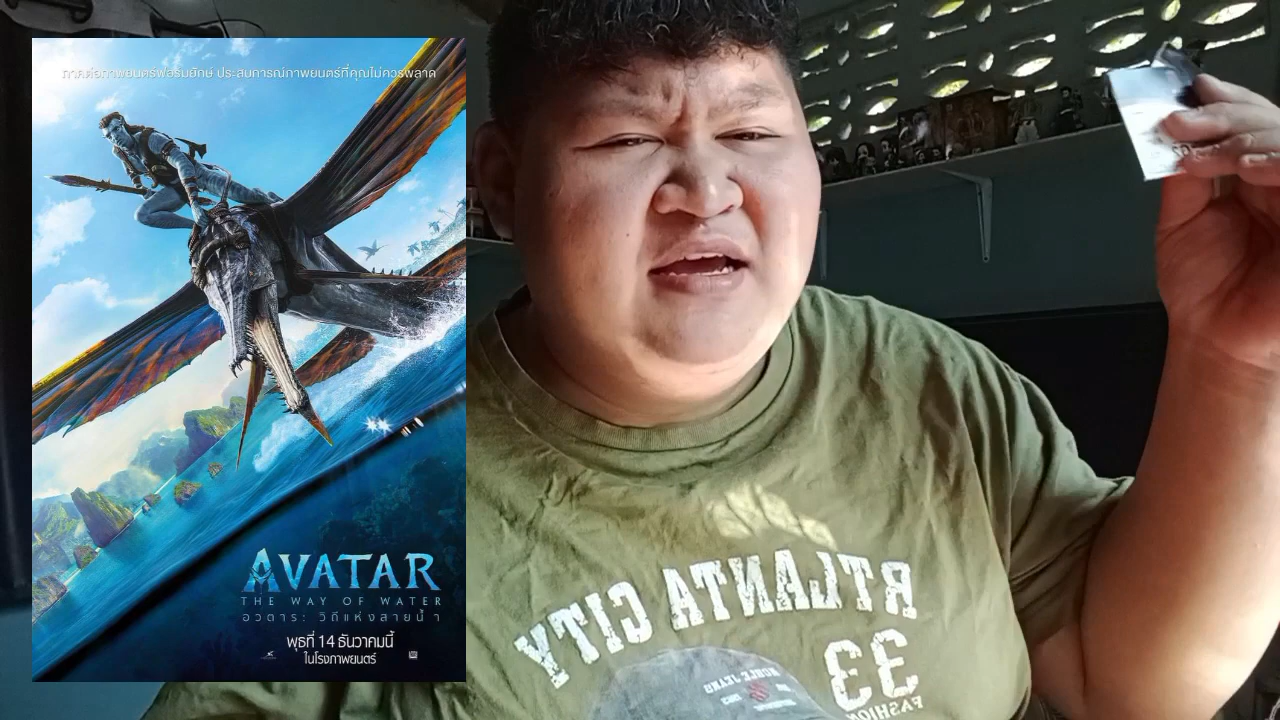 ภาคต่อภาพยนตร์ฟอร์มยักษ์ ประสบการณ์ภาพยนตร์ที่คุณไม่ควรพลาด
AVATAR
THE WAY OF WATER
อวตาร: วิถีแห่งสายน้ำ
พุธที่ 14 ธันวาคมนี้
ในโรงภาพยนตร์
ATLANTA CITY
33
FASHION
NOBLE JEANS